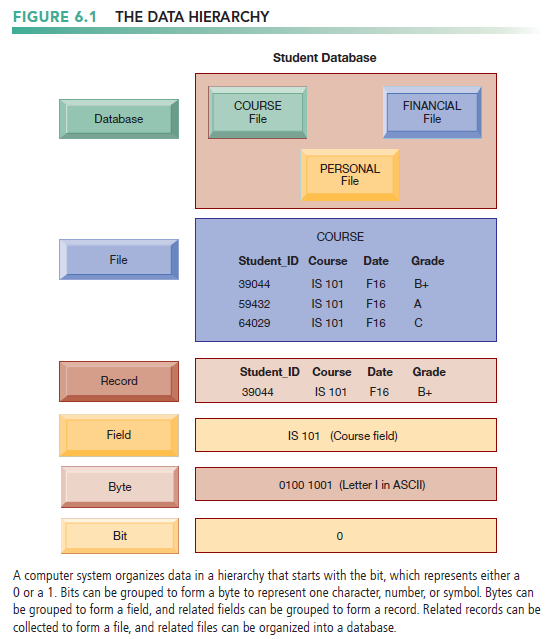 FIGURE 6.1 THE DATA HIERARCHY
Student Database
Database
COURSE
File
FINANCIAL
File
PERSONAL
File
File
COURSE
Student_ID Course Date Grade
39044 IS 101 F16 B+
59432 IS 101 F16 A
64029 IS 101 F16 C
Record
Student_ID Course Date Grade
39044 IS 101 F16 B+
Field
IS 101 (Course field)
Byte
0100 1001 (Letter I in ASCII)
Bit
0
A computer system organizes data in a hierarchy that starts with the bit, which represents either a
0 or a 1. Bits can be grouped to form a byte to represent one character, number, or symbol. Bytes can
be grouped to form a field, and related fields can be grouped to form a record. Related records can be
collected to form a file, and related files can be organized into a database.